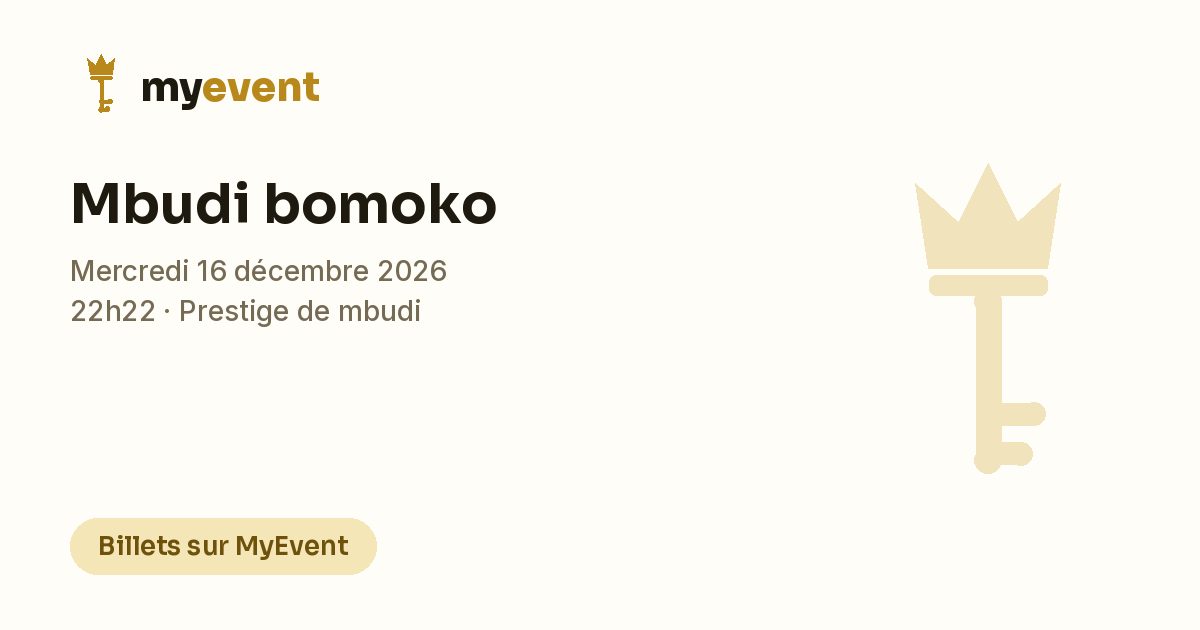 myevent
Mbudi bomoko
Mercredi 16 décembre 2026
22h22 · Prestige de mbudi
Billets sur MyEvent